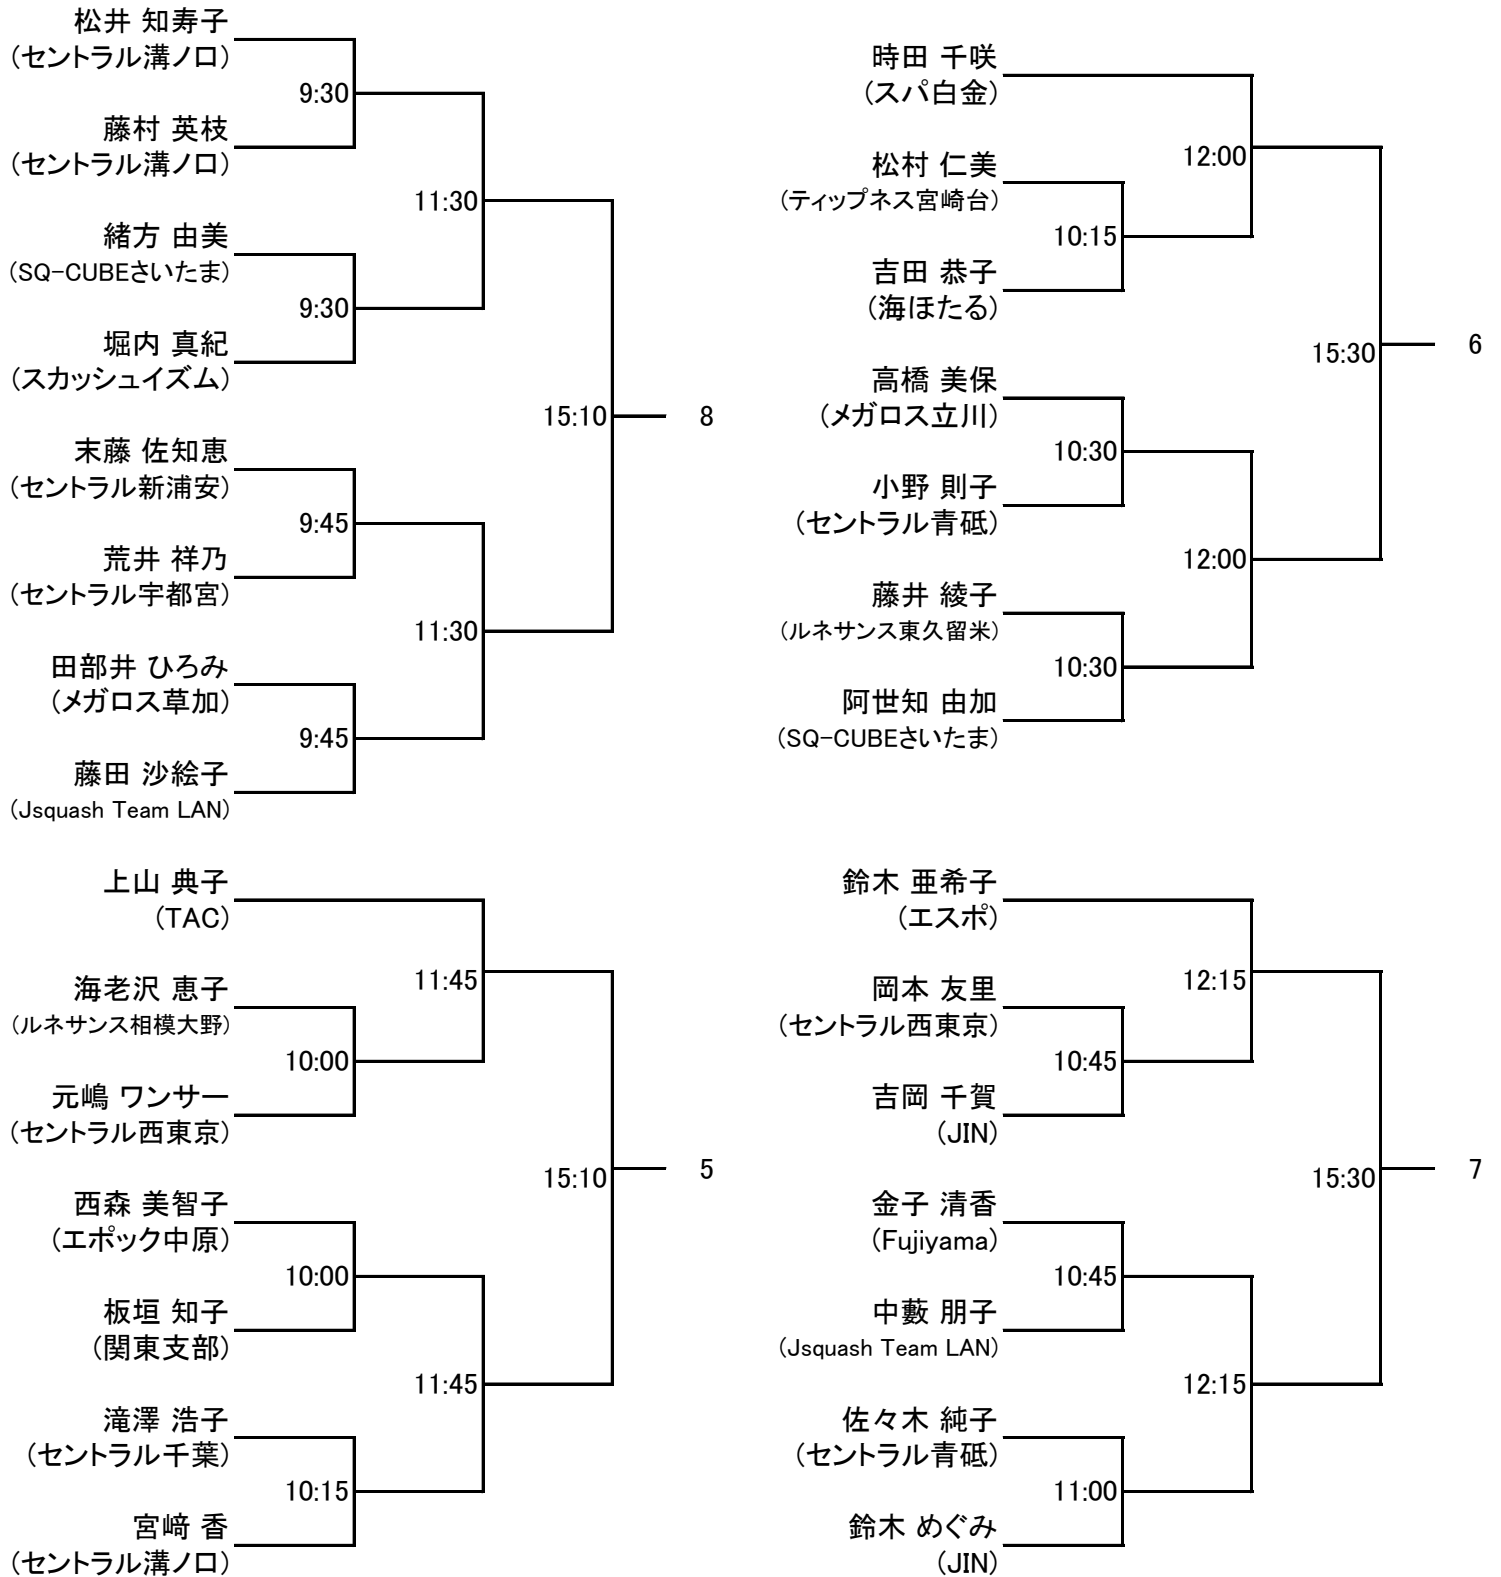 松井 知寿子
(セントラル溝ノ口)
9:30
藤村 英枝
(セントラル溝ノ口)
11:30
緒方 由美
(SQ-CUBEさいたま)
9:30
堀内 真紀
(スカッシュイズム)
15:10
8
末藤 佐知恵
(セントラル新浦安)
9:45
荒井 祥乃
(セントラル宇都宮)
11:30
田部井 ひろみ
(メガロス草加)
9:45
藤田 沙絵子
(Jsquash Team LAN)
時田 千咲
(スパ白金)
12:00
松村 仁美
(ティップネス宮崎台)
10:15
吉田 恭子
(海ほたる)
15:30
6
高橋 美保
(メガロス立川)
10:30
小野 則子
(セントラル青砥)
12:00
藤井 綾子
(ルネサンス東久留米)
10:30
阿世知 由加
(SQ-CUBEさいたま)
上山 典子
(TAC)
11:45
海老沢 恵子
(ルネサンス相模大野)
10:00
元嶋 ワンサー
(セントラル西東京)
15:10
5
西森 美智子
(エポック中原)
10:00
板垣 知子
(関東支部)
11:45
滝澤 浩子
(セントラル千葉)
10:15
宮﨑 香
(セントラル溝ノ口)
鈴木 亜希子
(エスポ)
12:15
岡本 友里
(セントラル西東京)
10:45
吉岡 千賀
(JIN)
15:30
7
金子 清香
(Fujiyama)
10:45
中藪 朋子
(Jsquash Team LAN)
12:15
佐々木 純子
(セントラル青砥)
11:00
鈴木 めぐみ
(JIN)